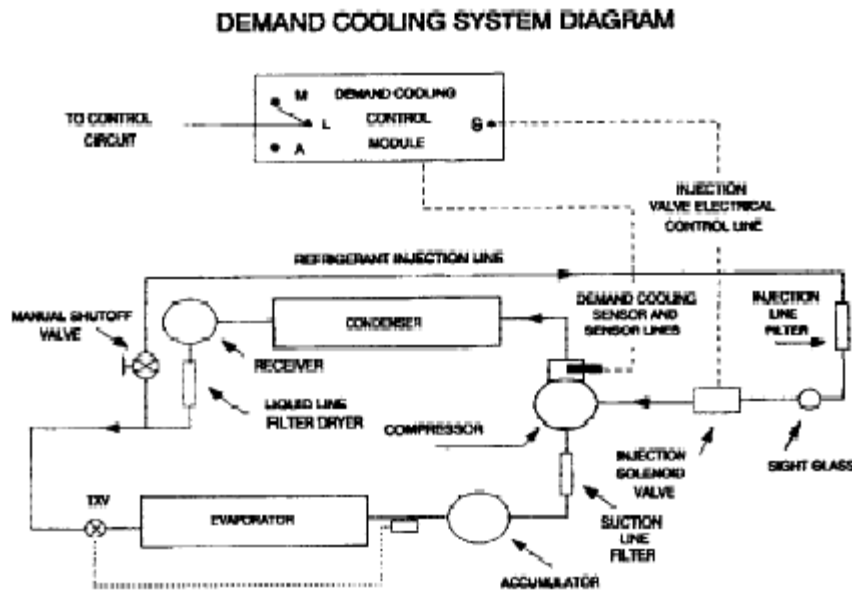 DEMAND COOLING SYSTEM DIAGRAM
M
DEMAND COOLING
TO CONTROL
CIRCUIT
L
CONTROL
S
A
MODULE
INJECTION
VALVE ELECTRICAL
CONTROL LINE
REFRIGERANT INJECTION LINE
MANUAL SHUTOFF
VALVE
CONDENSER
DEMAND COOLING
SENSOR AND
SENSOR LINES
INJECTION
LINE
FILTER
RECEIVER
LIQUID LINE
FILTER DRYER
COMPRESSOR
INJECTION
SOLENOID
VALVE
SIGHT GLASS
TXV
EVAPORATOR
SUCTION
LINE
FILTER
ACCUMULATOR